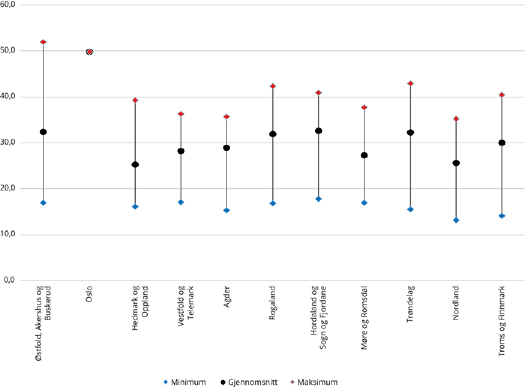 60,0
50,0
40,0
30,0
20,0
10,0
0,0
Østfold, Akershus og
Buskerud
Oslo
Hedmark og
Oppland
Vestfold og
Telemark
Agder
Rogaland
Hordaland og
Sogn og Fjordane
Møre og Romsdal
Trøndelag
Nordland
Troms og Finnmark
Minimum
Gjennomsnitt
Maksimum